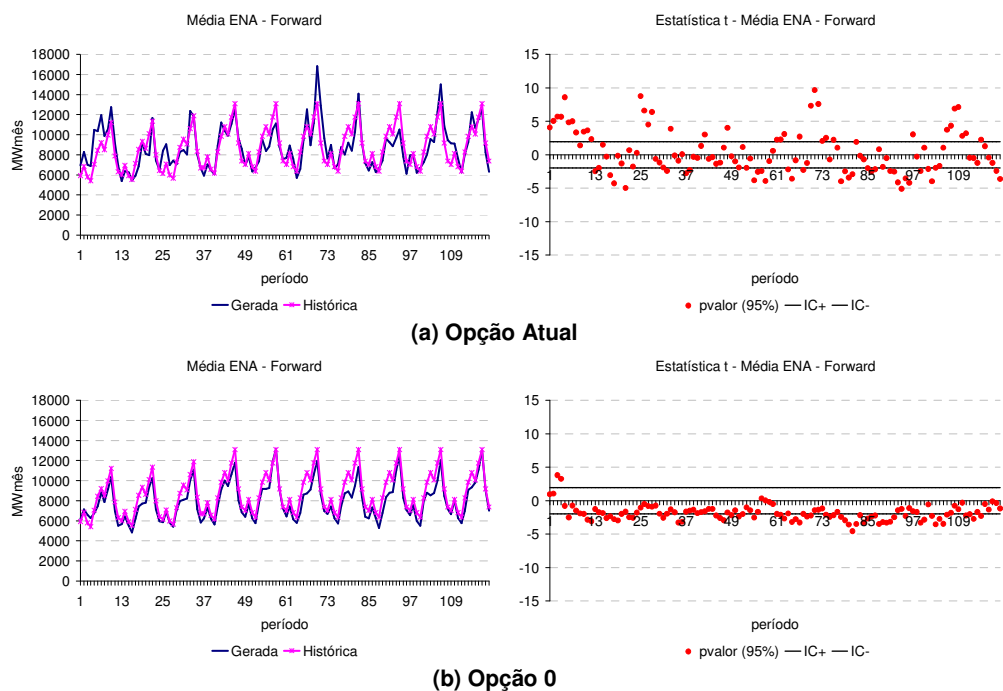 Média ENA - Forward
18000
16000
14000
12000
10000
8000
6000
4000
2000
0
MWmês
1 13 25 37 49 61 73 85 97 109
período
Gerada Histórica
Estatística t - Média ENA - Forward
15
10
5
0
-5
-10
-15
1 13 25 37 49 61 73 85 97 109
período
pvalor (95%) IC+ IC-
(a) Opção Atual
Média ENA - Forward
18000
16000
14000
12000
10000
8000
6000
4000
2000
0
MWmês
1 13 25 37 49 61 73 85 97 109
período
Gerada Histórica
Estatística t - Média ENA - Forward
15
10
5
0
-5
-10
-15
1 13 25 37 49 61 73 85 97 109
período
pvalor (95%) IC+ IC-
(b) Opção 0